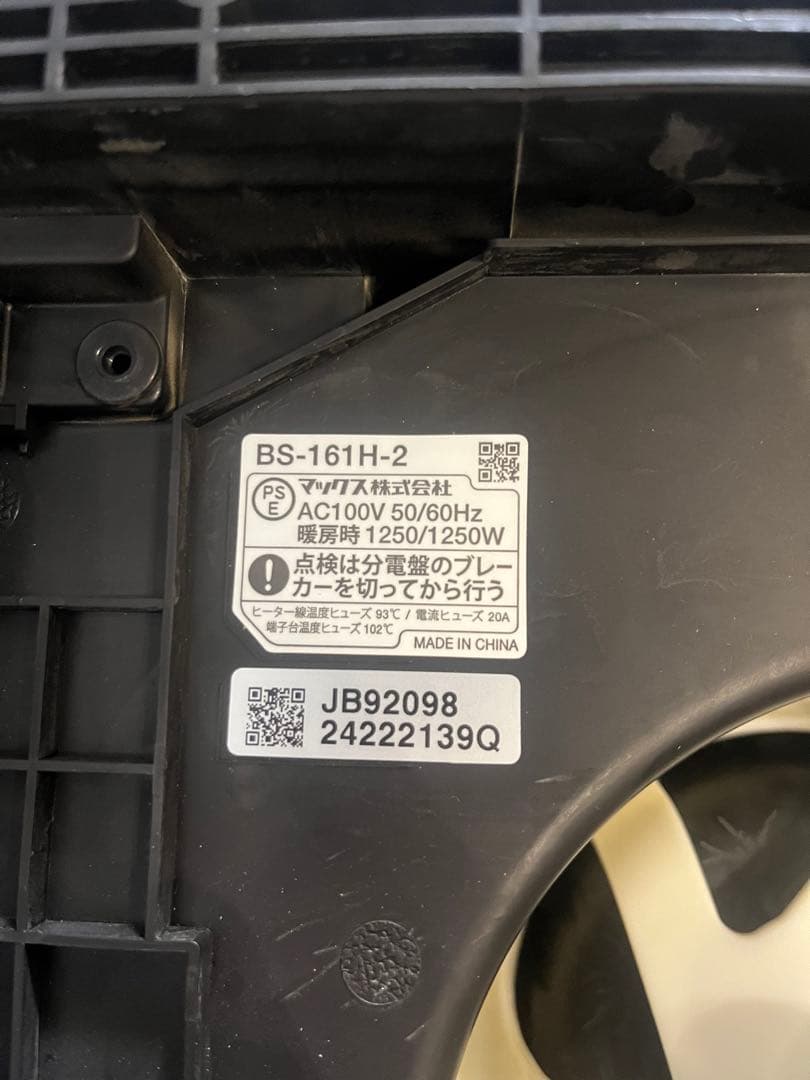 BS-161H-2
PS
E
マックス株式会社
AC100V 50/60Hz
暖房時 1250/1250W
点検は分電盤のブレー
カーを切ってから行う
ヒーター線温度ヒューズ 93℃ / 電流ヒューズ 20A
端子台温度ヒューズ 102℃
MADE IN CHINA
JB92098
24222139Q